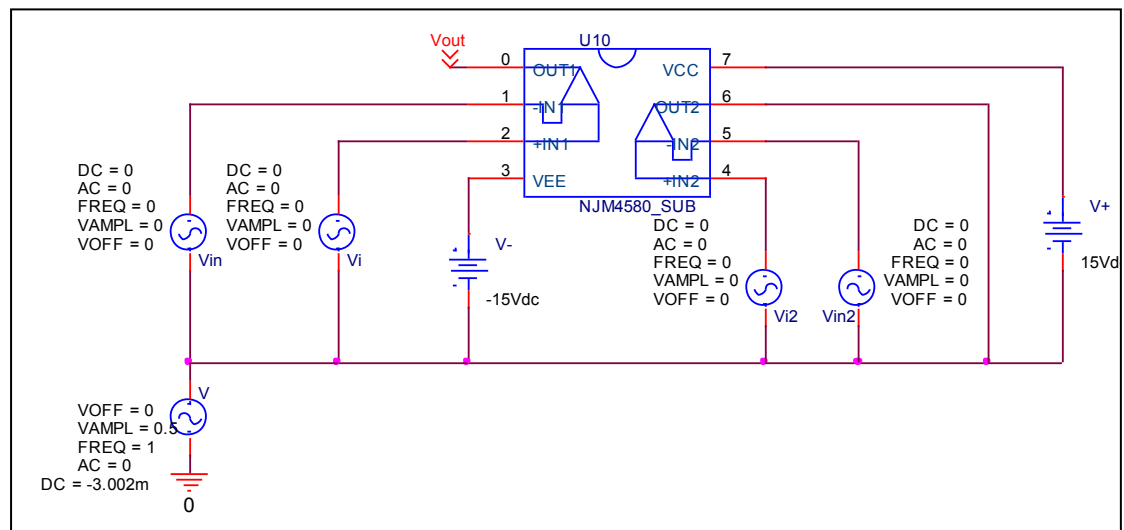 Vout
U10
0
OUT1
VCC
7
1
-IN1
OUT2
6
2
+IN1
-IN2
5
3
VEE
+IN2
4
NJM4580_SUB
DC = 0
AC = 0
FREQ = 0
VAMPL = 0
VOFF = 0
Vin
DC = 0
AC = 0
FREQ = 0
VAMPL = 0
VOFF = 0
Vi
V-
-15Vdc
DC = 0
AC = 0
FREQ = 0
VAMPL = 0
VOFF = 0
Vi2
DC = 0
AC = 0
FREQ = 0
VAMPL = 0
VOFF = 0
Vin2
V+
15Vd
V
VOFF = 0
VAMPL = 0.5
FREQ = 1
AC = 0
DC = -3.002m
0